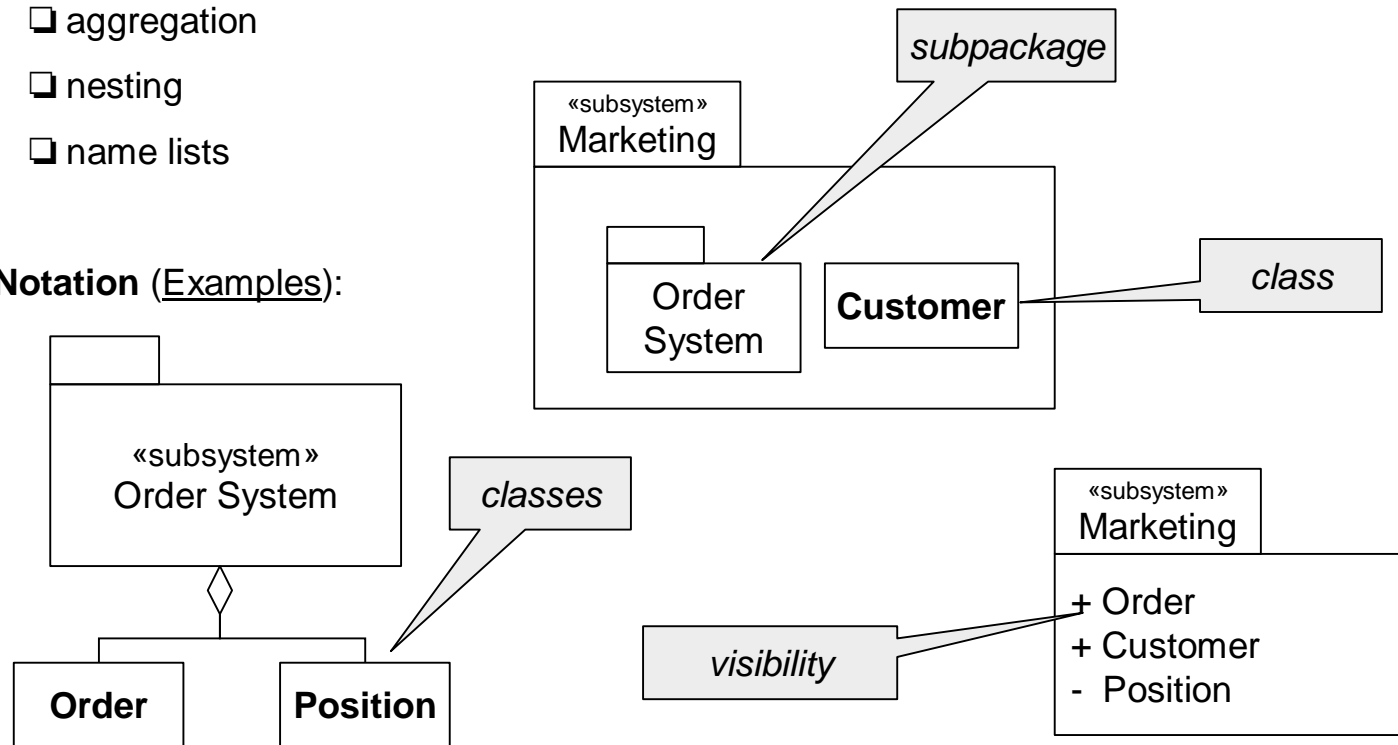 ❏ aggregation
❏ nesting
❏ name lists
Notation (Examples):
subpackage
«subsystem»
Marketing
Order
System
Customer
class
«subsystem»
Order System
classes
Order
Position
visibility
«subsystem»
Marketing
+ Order
+ Customer
- Position